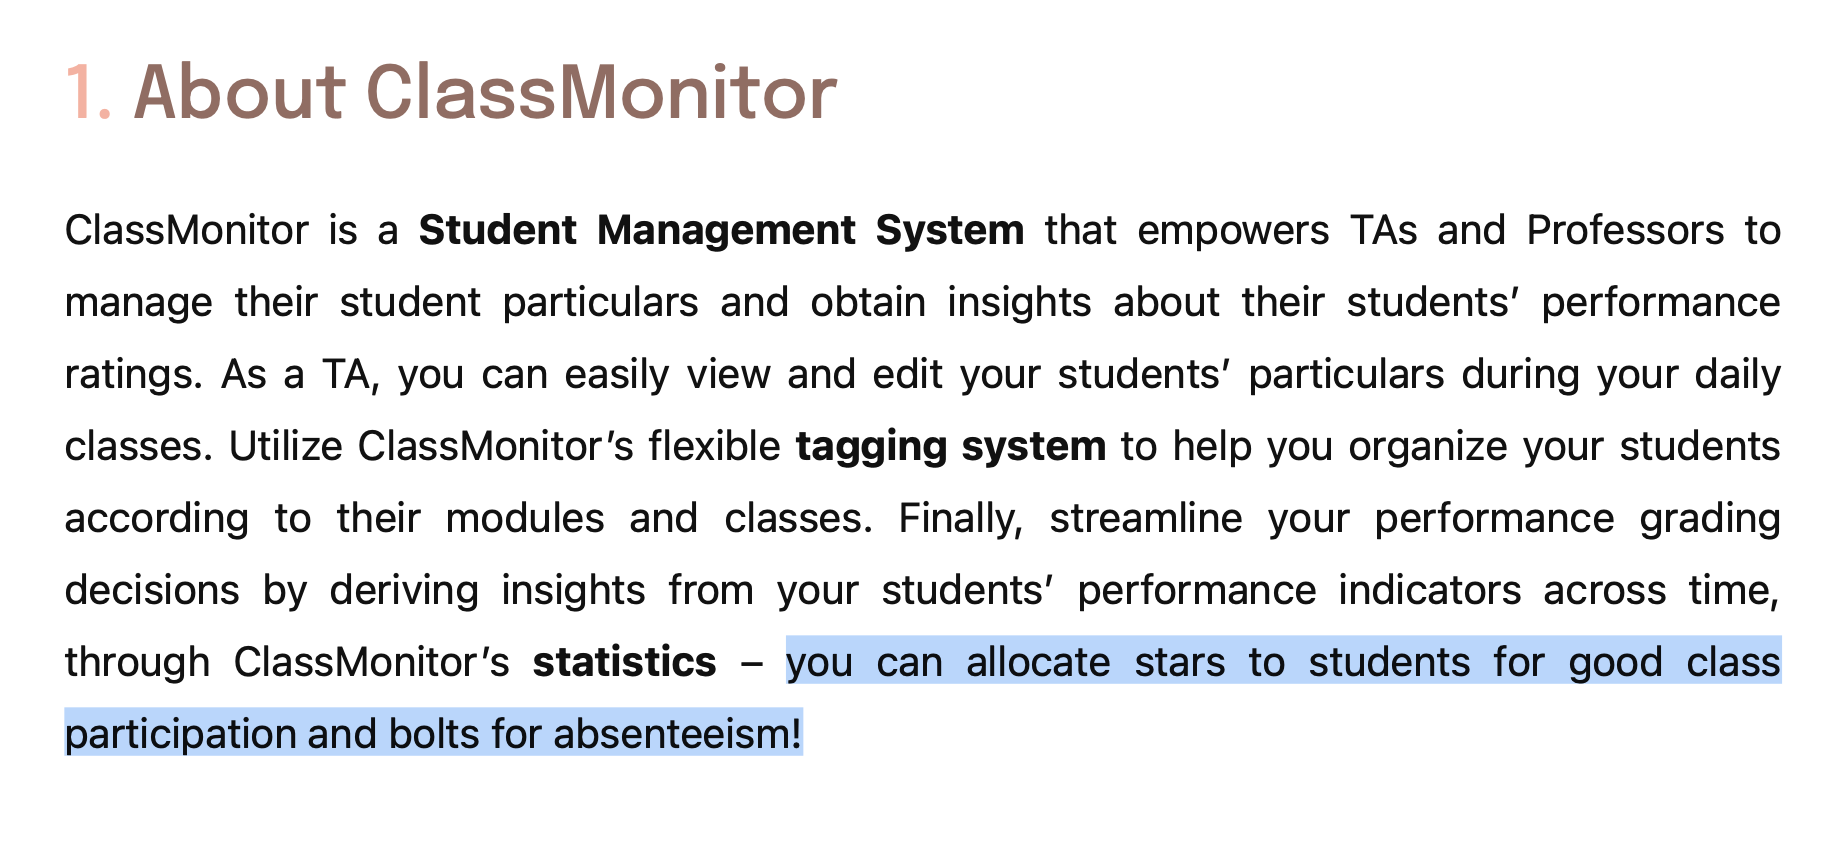 1. About ClassMonitor
ClassMonitor is a Student Management System that empowers TAs and Professors to
manage their student particulars and obtain insights about their students’ performance
ratings. As a TA, you can easily view and edit your students’ particulars during your daily
classes. Utilize ClassMonitor’s flexible tagging system to help you organize your students
according to their modules and classes. Finally, streamline your performance grading
decisions by deriving insights from your students’ performance indicators across time,
through ClassMonitor’s statistics – you can allocate stars to students for good class
participation and bolts for absenteeism!